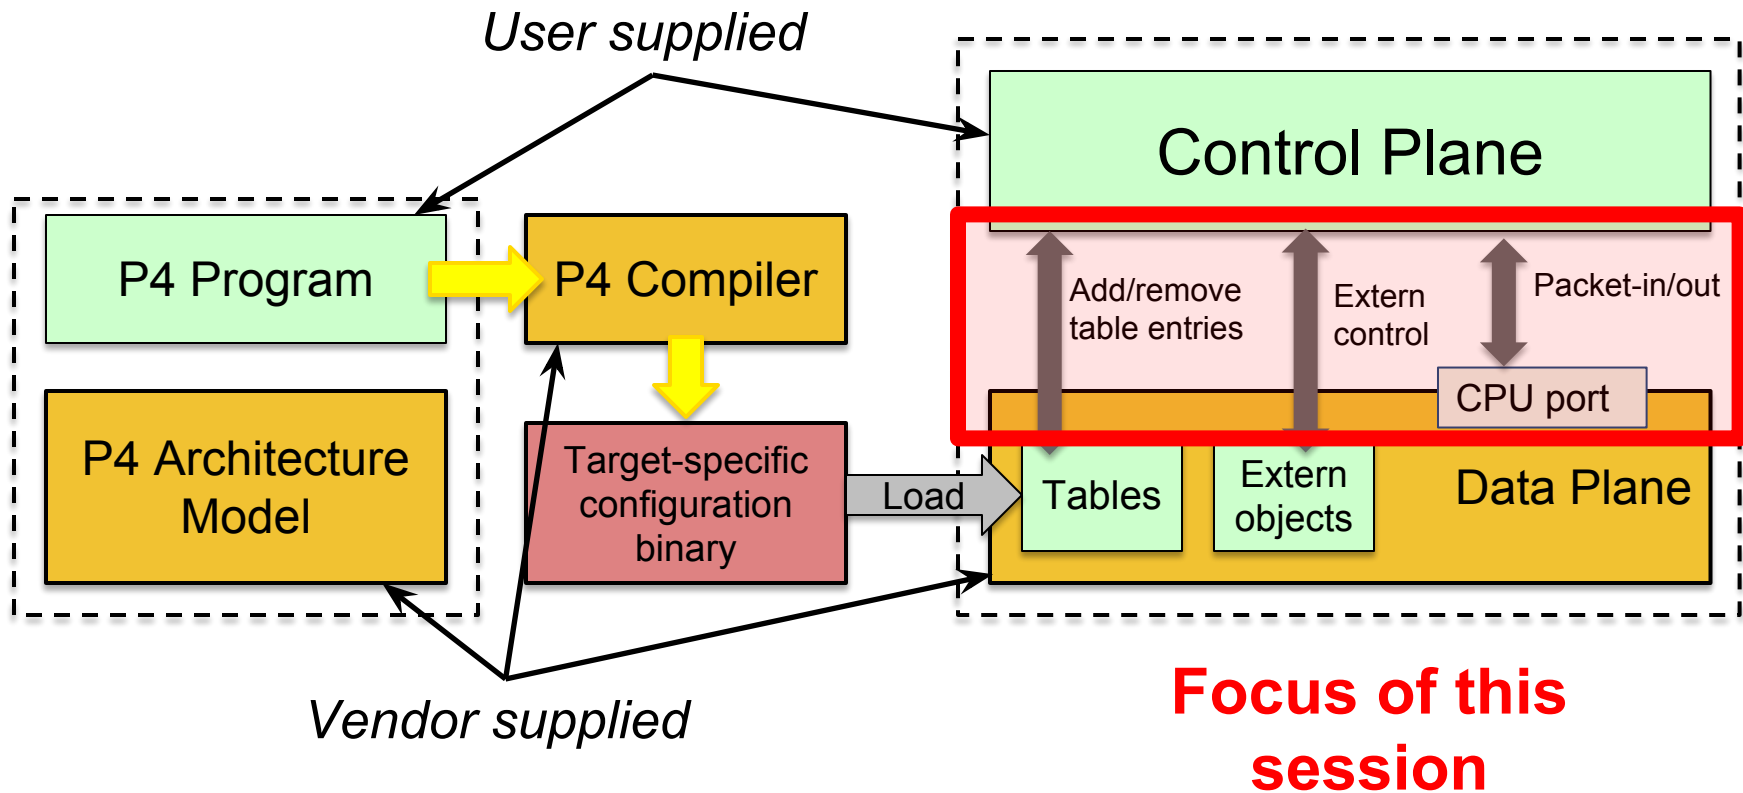 User supplied
Control Plane
P4 Program
P4 Compiler
Add/remove
table entries
Extern
control
Packet-in/out
CPU port
P4 Architecture
Model
Target-specific
configuration
binary
Load
Tables
Extern
objects
Data Plane
Vendor supplied
Focus of this
session